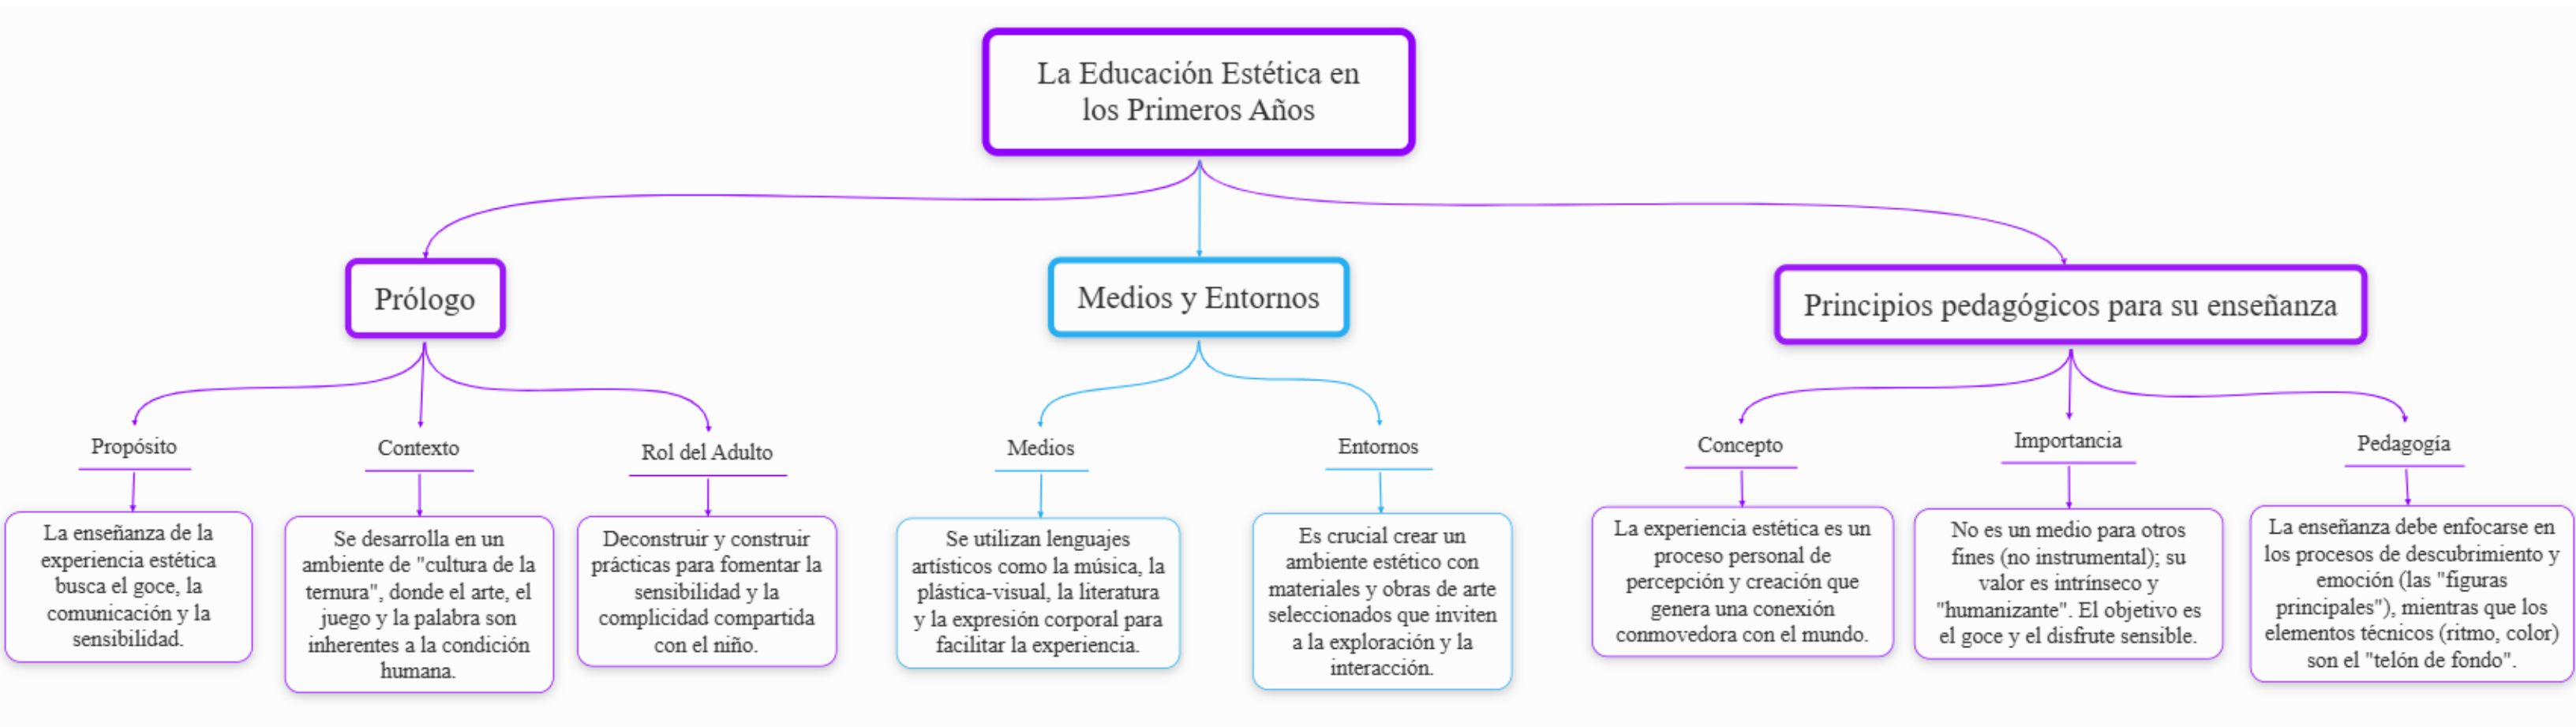 La Educación Estética en
los Primeros Años
Prólogo
Medios y Entornos
Principios pedagógicos para su enseñanza
Propósito
Contexto
Rol del Adulto
Medios
Entornos
Concepto
Importancia
Pedagogía
La enseñanza de la
experiencia estética
busca el goce, la
comunicación y la
sensibilidad.
Se desarrolla en un
ambiente de "cultura de la
ternura", donde el arte, el
juego y la palabra son
inherentes a la condición
humana.
Deconstruir y construir
prácticas para fomentar la
sensibilidad y la
complicidad compartida
con el niño.
Se utilizan lenguajes
artísticos como la música, la
plástica-visual, la literatura
y la expresión corporal para
facilitar la experiencia.
Es crucial crear un
ambiente estético con
materiales y obras de arte
seleccionados que inviten
a la exploración y la
interacción.
La experiencia estética es un
proceso personal de
percepción y creación que
genera una conexión
conmovedora con el mundo.
No es un medio para otros
fines (no instrumental); su
valor es intrínseco y
"humanizante". El objetivo es
el goce y el disfrute sensible.
La enseñanza debe enfocarse en
los procesos de descubrimiento y
emoción (las "figuras
principales"), mientras que los
elementos técnicos (ritmo, color)
son el "telón de fondo".